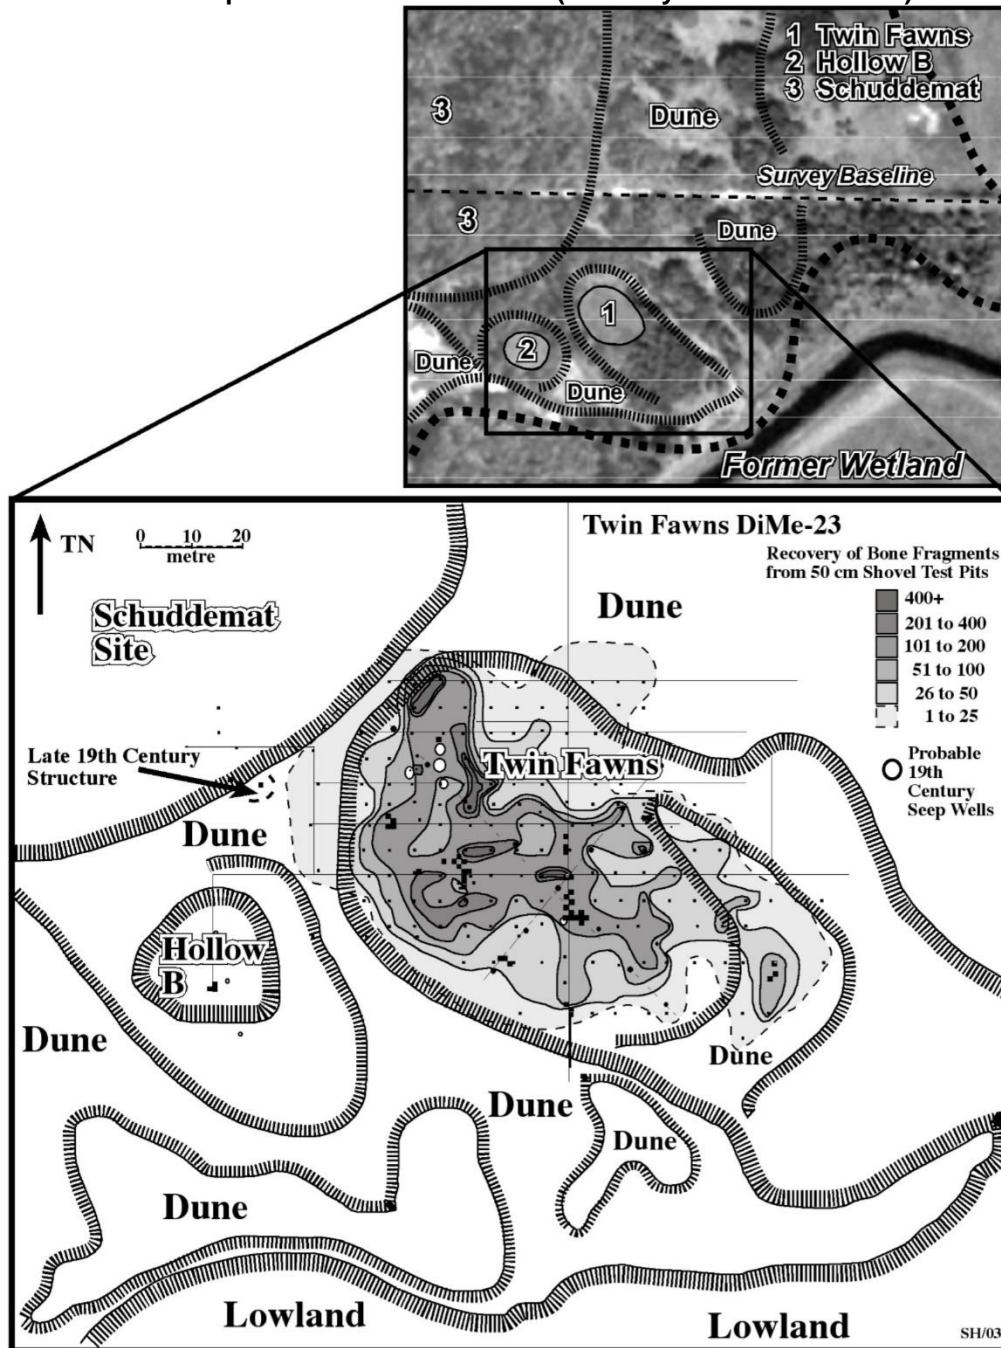 1 Twin Fawns
2 Hollow B
3 Schuddemat
3
Dune
Survey Baseline
3
Dune
1
2
Dune
Dune
Former Wetland
TN
0 20
metre
Twin Fawns DiMe-23
Recovery of Bone Fragments
from 50 cm Shovel Test Pits
400+
201 to 400
101 to 200
51 to 100
26 to 50
1 to 25
Probable
19th
Century
Seep Wells
Schuddemat
Site
Dune
Late 19th Century
Structure
Twin Fawns
Dune
Hollow
B
Dune
Dune
Dune
Dune
Dune
Lowland
Lowland
SH/03